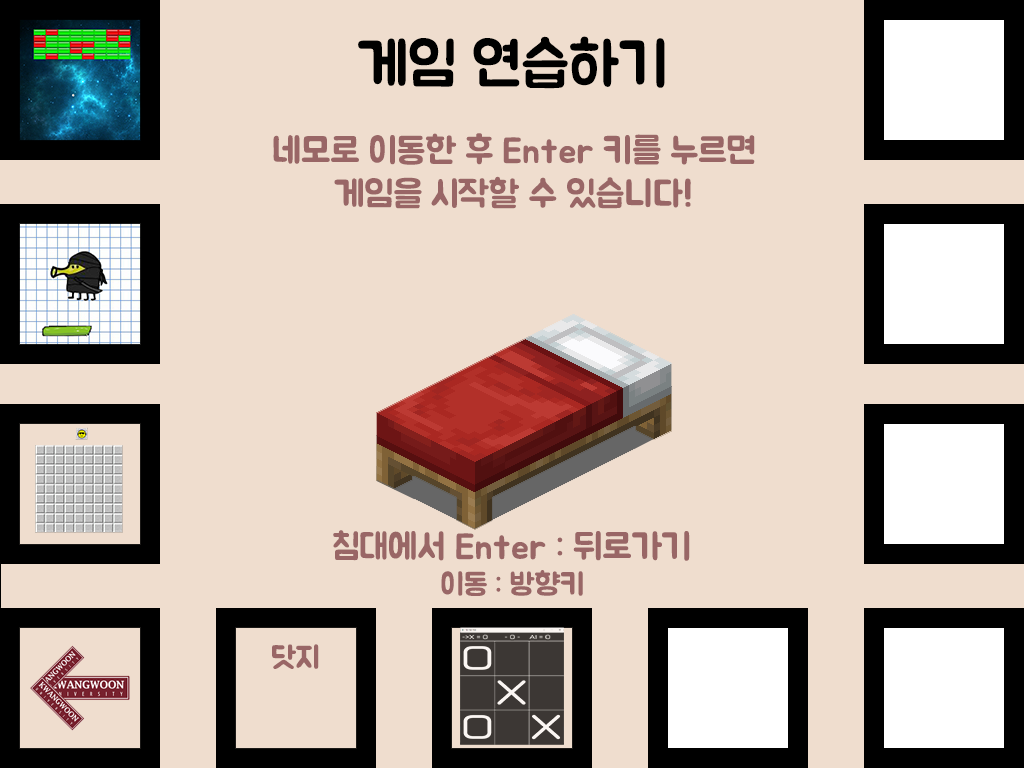 게임 연습하기
네모로 이동한 후 Enter 키를 누르면
게임을 시작할 수 있습니다!
침대에서 Enter : 뒤로가기
이동 : 방향키
KWANGWOON
WANGWOON
UNIVERSITY
KWANGWOON
닷지
->X = 0 - 0 - AI = 0